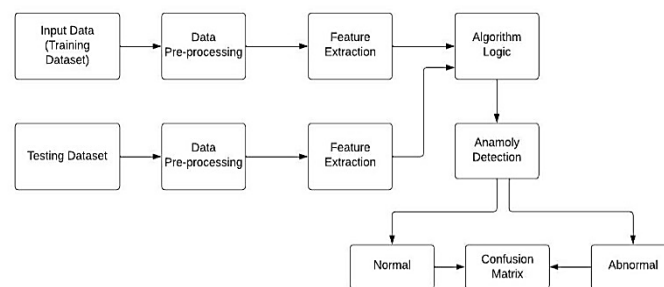 Input Data
(Training
Dataset)
Data
Pre-processing
Feature
Extraction
Algorithm
Logic
Testing Dataset
Data
Pre-processing
Feature
Extraction
Anamoly
Detection
Normal
Confusion
Matrix
Abnormal